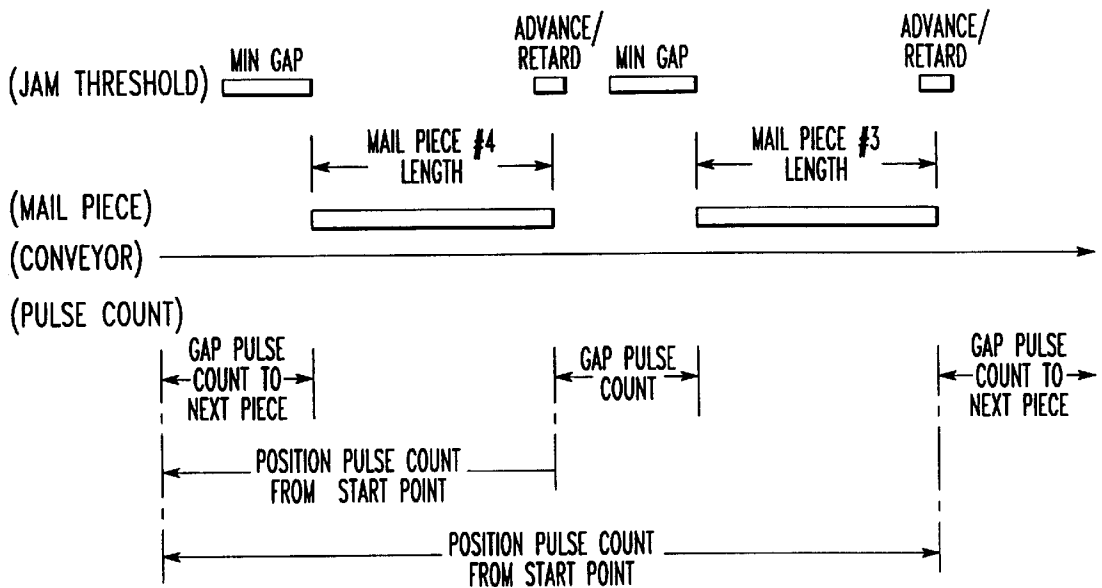 (JAM THRESHOLD)
MIN GAP
ADVANCE/
RETARD
MIN GAP
ADVANCE/
RETARD
MAIL PIECE #4
LENGTH
MAIL PIECE #3
LENGTH
(MAIL PIECE)
(CONVEYOR)
(PULSE COUNT)
GAP PULSE
COUNT TO
NEXT PIECE
GAP PULSE
COUNT
GAP PULSE
COUNT TO
NEXT PIECE
POSITION PULSE COUNT
FROM START POINT
POSITION PULSE COUNT
FROM START POINT